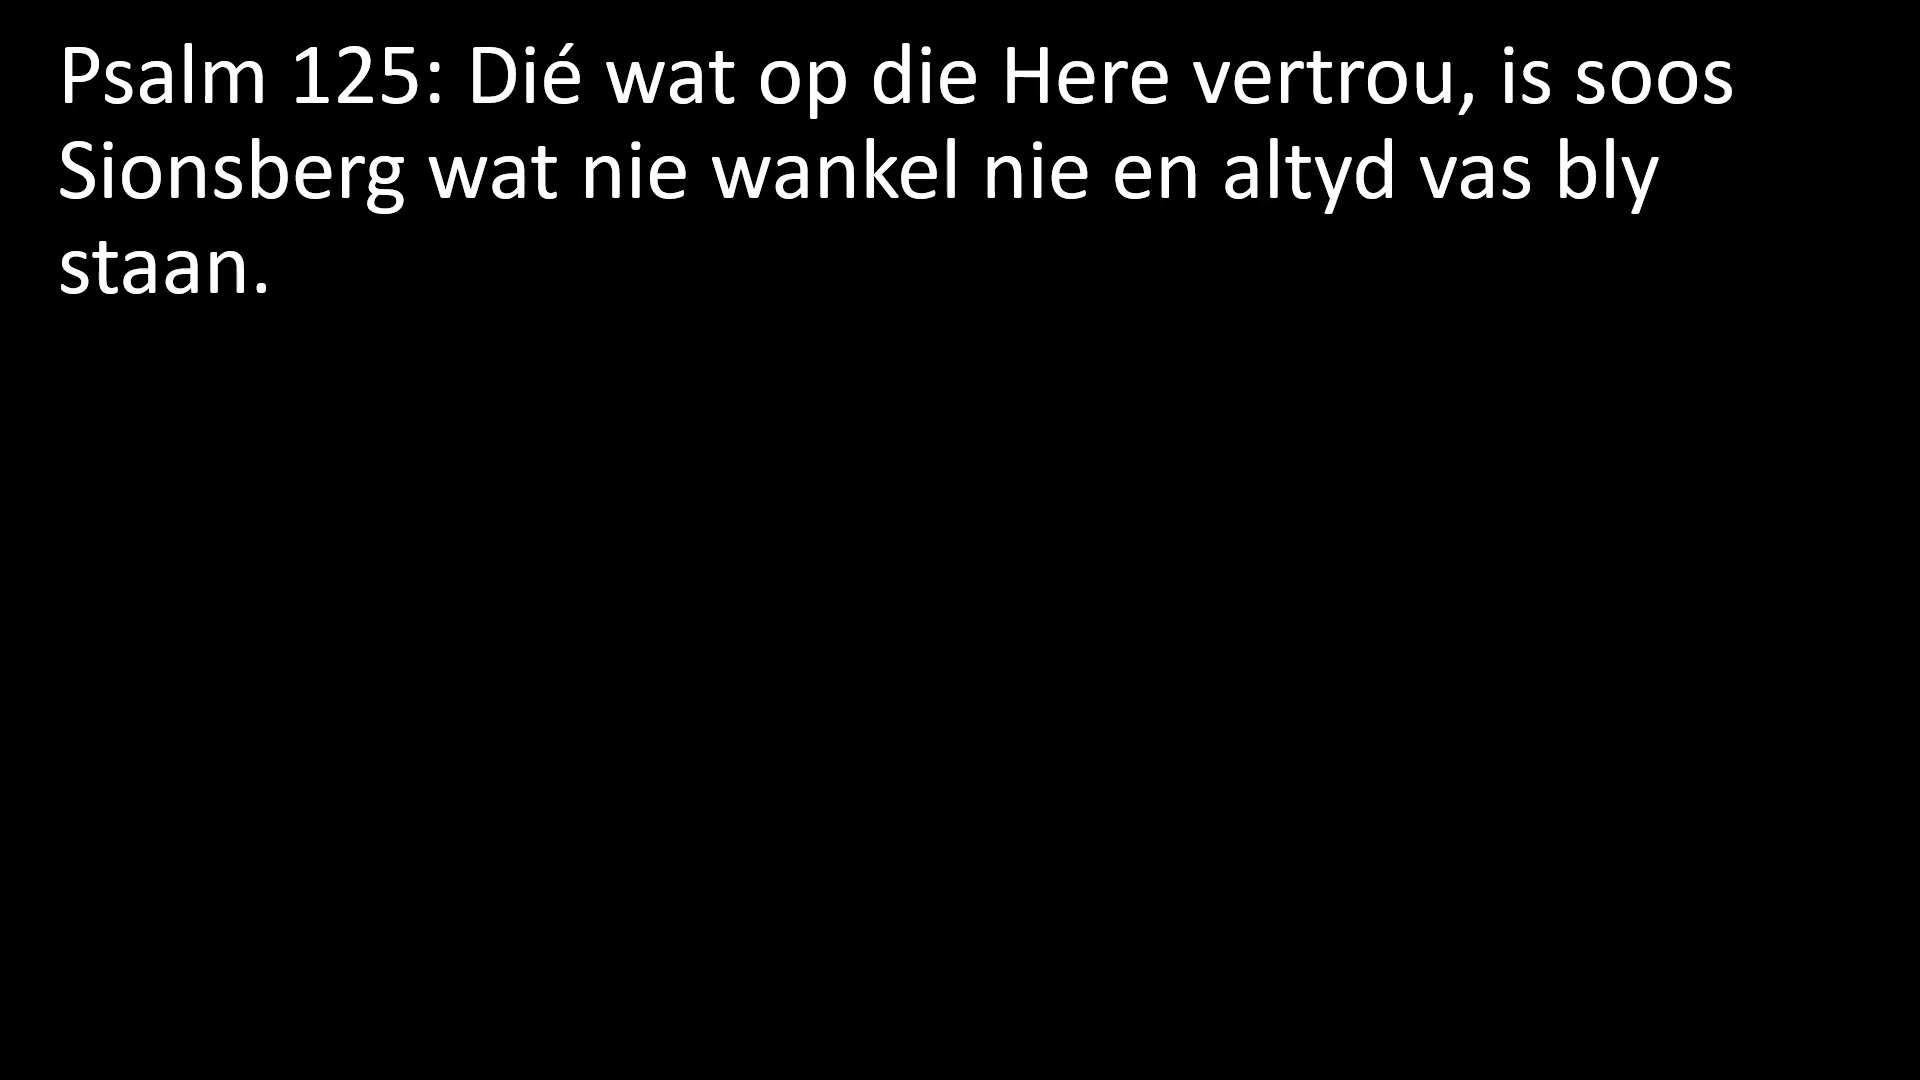 Psalm 125: Dié wat op die Here vertrou, is soos
Sionsberg wat nie wankel nie en altyd vas bly
staan.